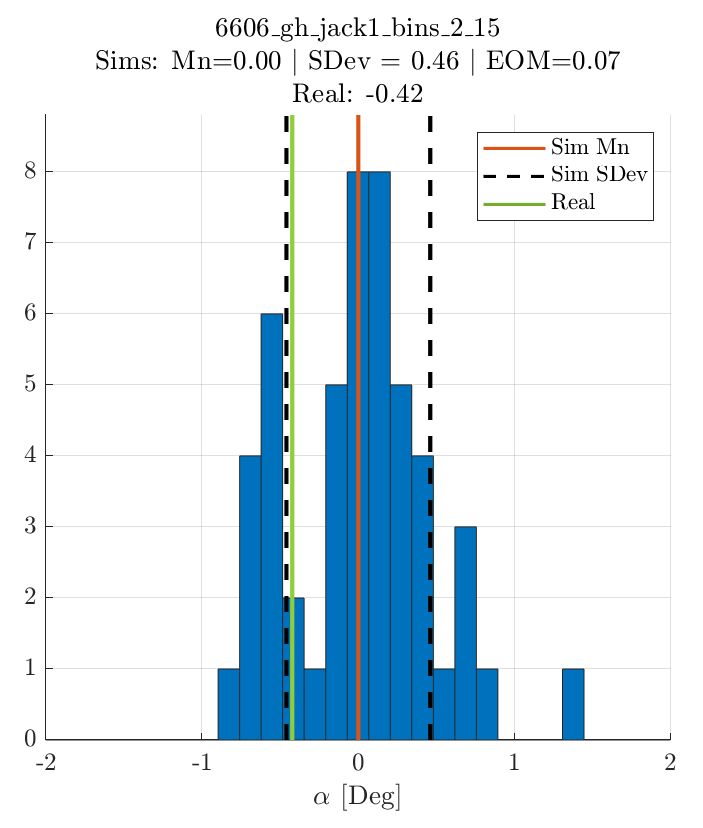 6606_gh_jack1_bins_2_15
Sims: Mn=0.00 | SDev = 0.46 | EOM=0.07
Real: -0.42
Sim Mn
Sim SDev
Real
8
7
6
5
4
3
2
1
0
-2 -1 0 1 2
α [Deg]